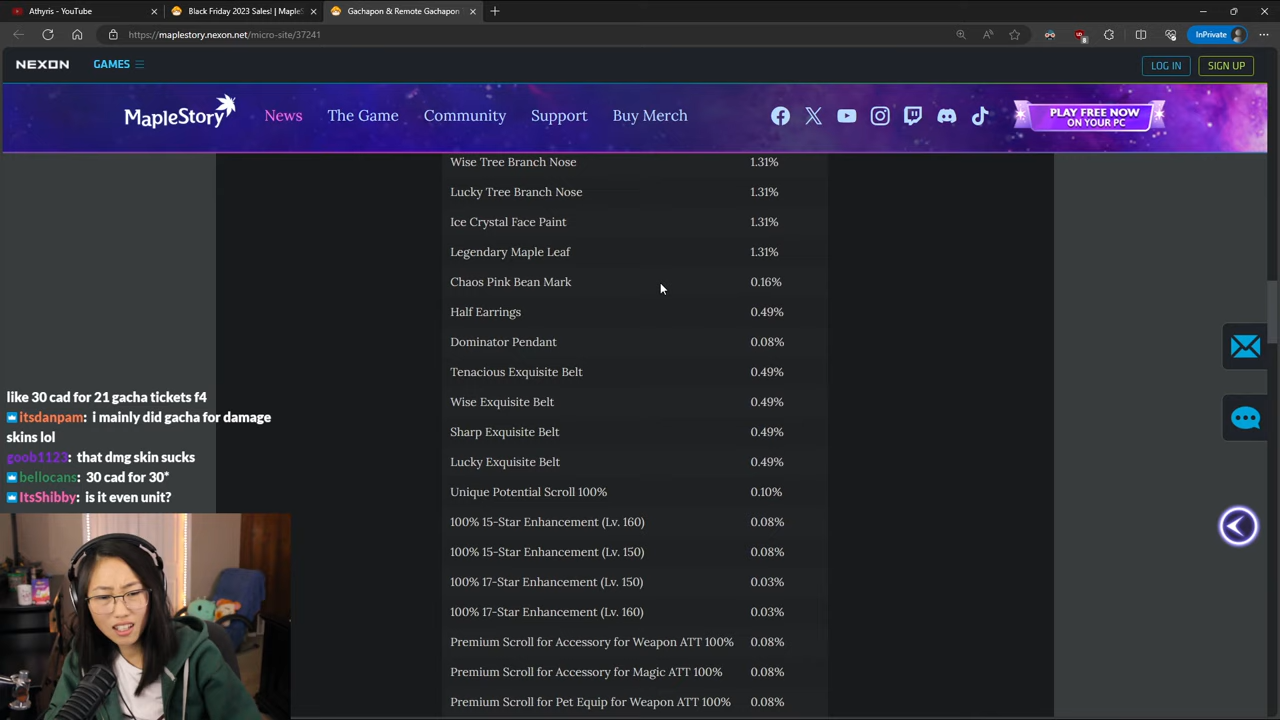 Athyris - YouTube
Black Friday 2023 Sales! | MapleS
Gachapon & Remote Gachapon
https://maplestory.nexon.net/micro-site/37241
8
InPrivate
NEXON
GAMES
LOG IN
SIGN UP
MapleStory
News
The Game
Community
Support
Buy Merch
PLAY FREE NOW
ON YOUR PC
Wise Tree Branch Nose 1.31%
Lucky Tree Branch Nose 1.31%
Ice Crystal Face Paint 1.31%
Legendary Maple Leaf 1.31%
Chaos Pink Bean Mark 0.16%
Half Earrings 0.49%
Dominator Pendant 0.08%
Tenacious Exquisite Belt 0.49%
Wise Exquisite Belt 0.49%
Sharp Exquisite Belt 0.49%
Lucky Exquisite Belt 0.49%
Unique Potential Scroll 100% 0.10%
100% 15-Star Enhancement (Lv. 160) 0.08%
100% 15-Star Enhancement (Lv. 150) 0.08%
100% 17-Star Enhancement (Lv. 150) 0.03%
100% 17-Star Enhancement (Lv. 160) 0.03%
Premium Scroll for Accessory for Weapon ATT 100% 0.08%
Premium Scroll for Accessory for Magic ATT 100% 0.08%
Premium Scroll for Pet Equip for Weapon ATT 100% 0.08%
like 30 cad for 21 gacha tickets f4
itsdanpam: i mainly did gacha for damage
skins lol
goob1123: that dmg skin sucks
bellocans: 30 cad for 30*
ItsShibby: is it even unit?